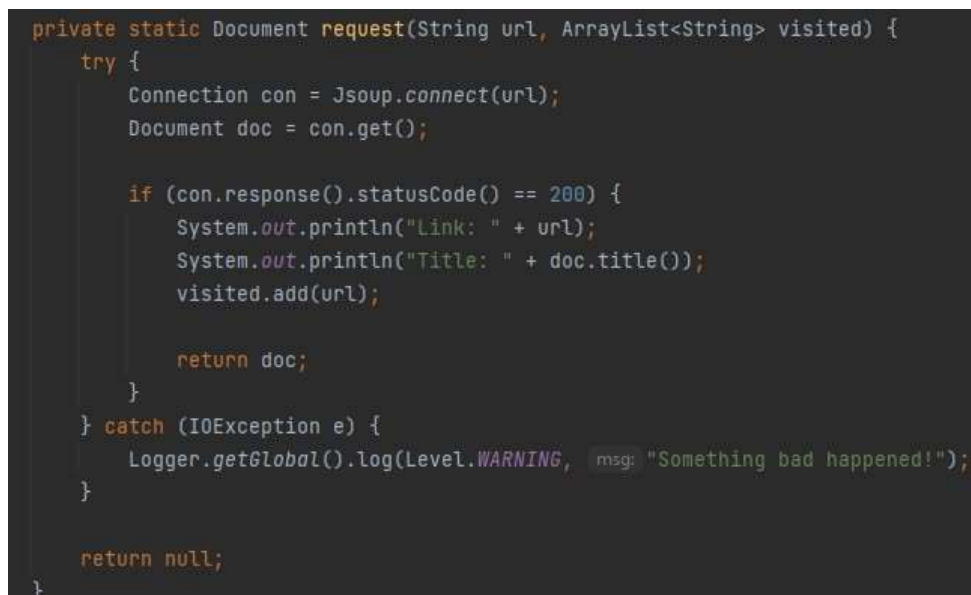 private static Document request(String url, ArrayList<String> visited) {
try {
Connection con = Jsoup.connect(url);
Document doc = con.get();
if (con.response().statusCode() == 200) {
System.out.println("Link: " + url);
System.out.println("Title: " + doc.title());
visited.add(url);
return doc;
}
} catch (IOException e) {
Logger.getGlobal().log(Level.WARNING, msg: "Something bad happened!");
}
return null;
}